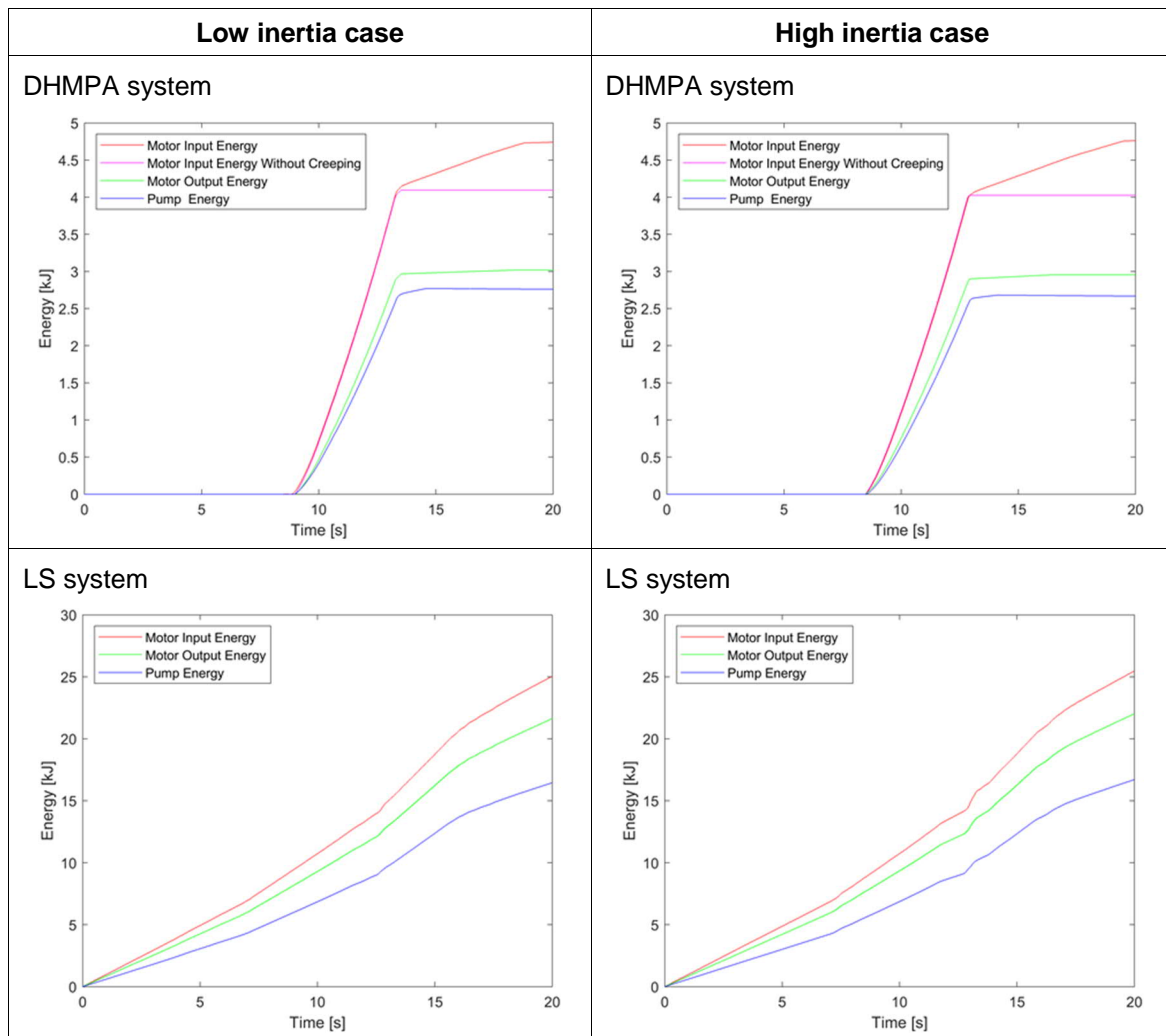 Low inertia case
High inertia case
DHMPA system
5
4.5
4
3.5
3
2.5
2
1.5
1
0.5
0
Energy [kJ]
Motor Input Energy
Motor Input Energy Without Creeping
Motor Output Energy
Pump Energy
0 5 10 15 20
Time [s]
DHMPA system
5
4.5
4
3.5
3
2.5
2
1.5
1
0.5
0
Energy [kJ]
Motor Input Energy
Motor Input Energy Without Creeping
Motor Output Energy
Pump Energy
0 5 10 15 20
Time [s]
LS system
30
25
20
15
10
5
0
Energy [kJ]
Motor Input Energy
Motor Output Energy
Pump Energy
0 5 10 15 20
Time [s]
LS system
30
25
20
15
10
5
0
Energy [kJ]
Motor Input Energy
Motor Output Energy
Pump Energy
0 5 10 15 20
Time [s]